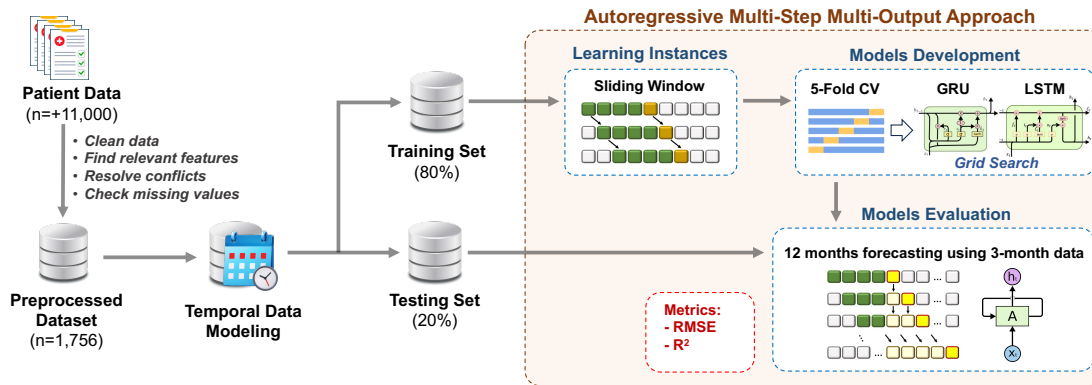 Autoregressive Multi-Step Multi-Output Approach
Patient Data
(n=+11,000)
• Clean data
• Find relevant features
• Resolve conflicts
• Check missing values
Preprocessed
Dataset
(n=1,756)
Temporal Data
Modeling
Training Set
(80%)
Testing Set
(20%)
Learning Instances
Sliding Window
Models Development
5-Fold CV
GRU
LSTM
Grid Search
Models Evaluation
12 months forecasting using 3-month data
...
...
...
...
hₜ
A
xₜ
Metrics:
- RMSE
- R²